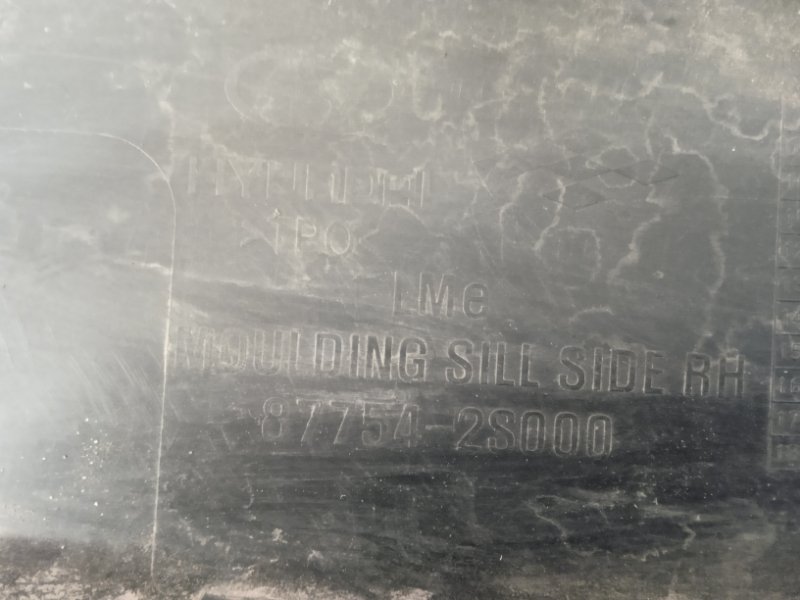 HYUNDAI
>TPO<
LMe
MOULDING SILL SIDE RH
87754-2S000